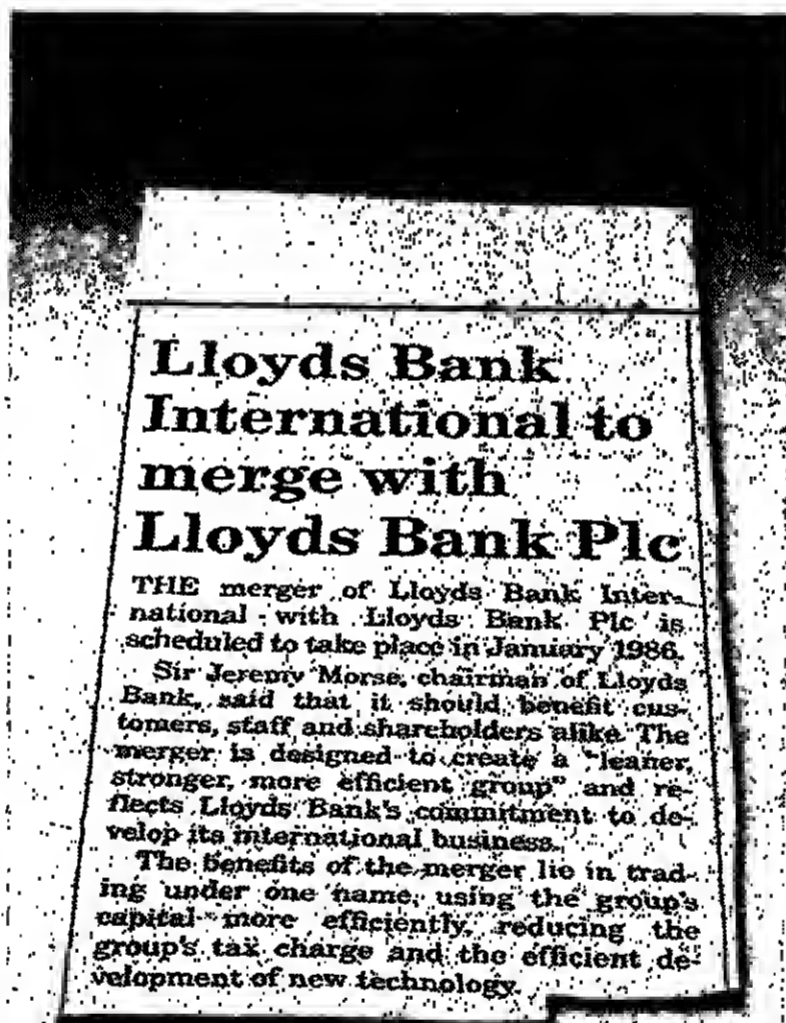 Lloyds Bank
International to
merge with
Lloyds Bank Plc
THE merger of Lloyds Bank Inter-
national with Lloyds Bank Plc is
scheduled to take place in January 1986.
Sir Jeremy Morse, chairman of Lloyds
Bank, said that it should benefit cus-
tomers, staff and shareholders alike. The
merger is designed to create a "leaner,
stronger, more efficient group" and re-
flects Lloyds Bank's commitment to de-
velop its international business.
The benefits of the merger lie in trad-
ing under one name, using the group's
capital more efficiently, reducing the
group's tax charge and the efficient de-
velopment of new technology.